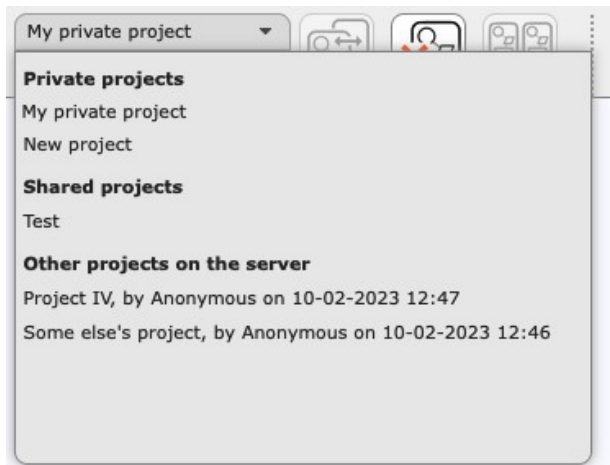 My private project
Private projects
My private project
New project
Shared projects
Test
Other projects on the server
Project IV, by Anonymous on 10-02-2023 12:47
Some else's project, by Anonymous on 10-02-2023 12:46